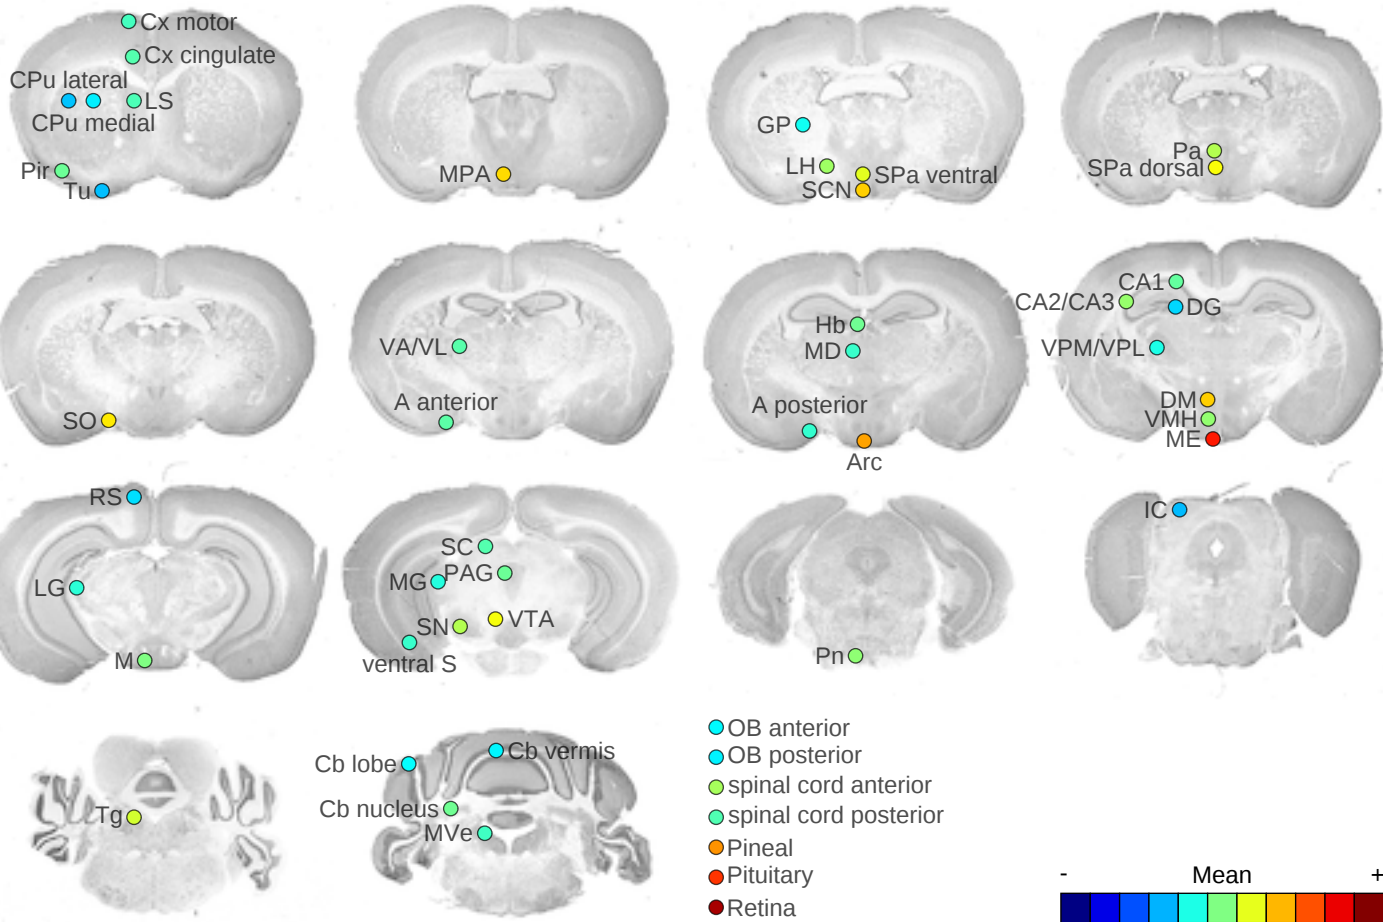 Cx motor
Cx cingulate
CPu lateral
LS
CPu medial
Pir
Tu
MPA
GP
LH
SPa ventral
SCN
Pa
SPa dorsal
SO
VA/VL
A anterior
Hb
MD
A posterior
Arc
CA1
CA2/CA3
DG
VPM/VPL
DM
VMH
ME
RS
LG
M
SC
MG
PAG
SN
VTA
ventral S
Pn
IC
Tg
Cb lobe
Cb vermis
Cb nucleus
MVe
OB anterior
OB posterior
spinal cord anterior
spinal cord posterior
Pineal
Pituitary
Retina
- Mean +